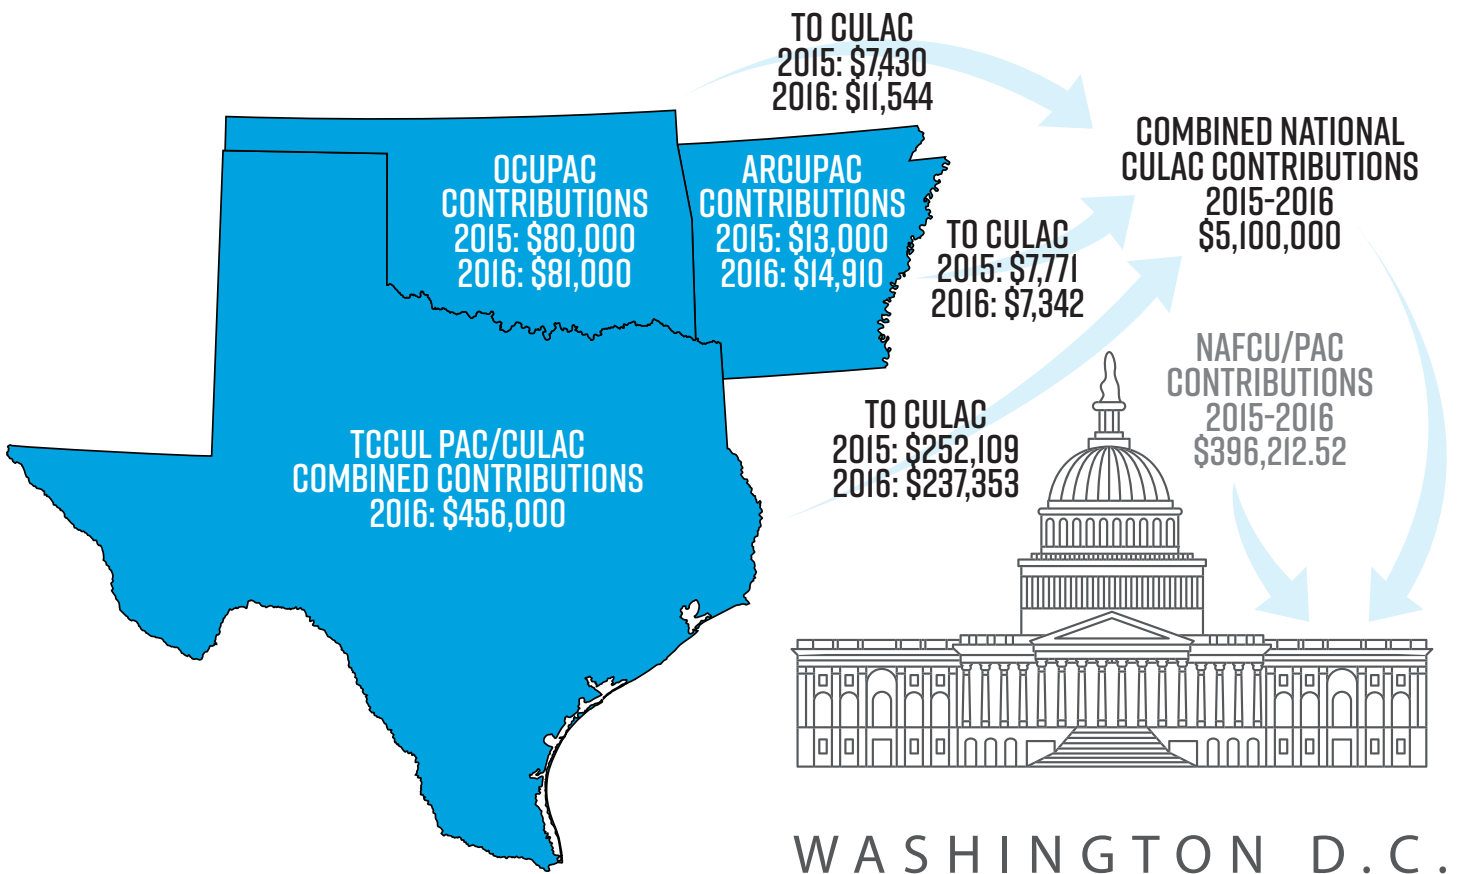 TO CULAC
2015: $7,430
2016: $11,544
COMBINED NATIONAL
CULAC CONTRIBUTIONS
2015-2016
$5,100,000
OCUPAC
CONTRIBUTIONS
2015: $80,000
2016: $81,000
ARCUPAC
CONTRIBUTIONS
2015: $13,000
2016: $14,910
TO CULAC
2015: $7,771
2016: $7,342
NAFCU/PAC
CONTRIBUTIONS
2015-2016
$396,212.52
TO CULAC
2015: $252,109
2016: $237,353
TCCUL PAC/CULAC
COMBINED CONTRIBUTIONS
2016: $456,000
WASHINGTON D.C.